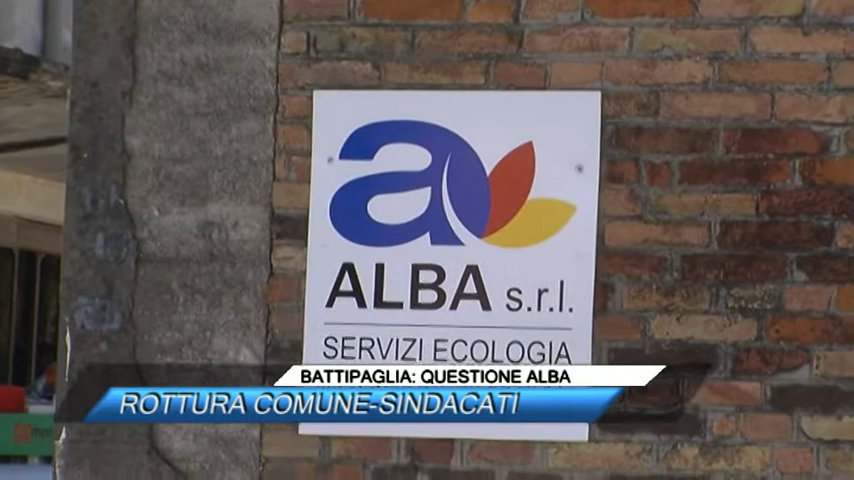 a
ALBA s.r.l.
SERVIZI ECOLOGIA
BATTIPAGLIA: QUESTIONE ALBA
ROTTURA COMUNE-SINDACATI